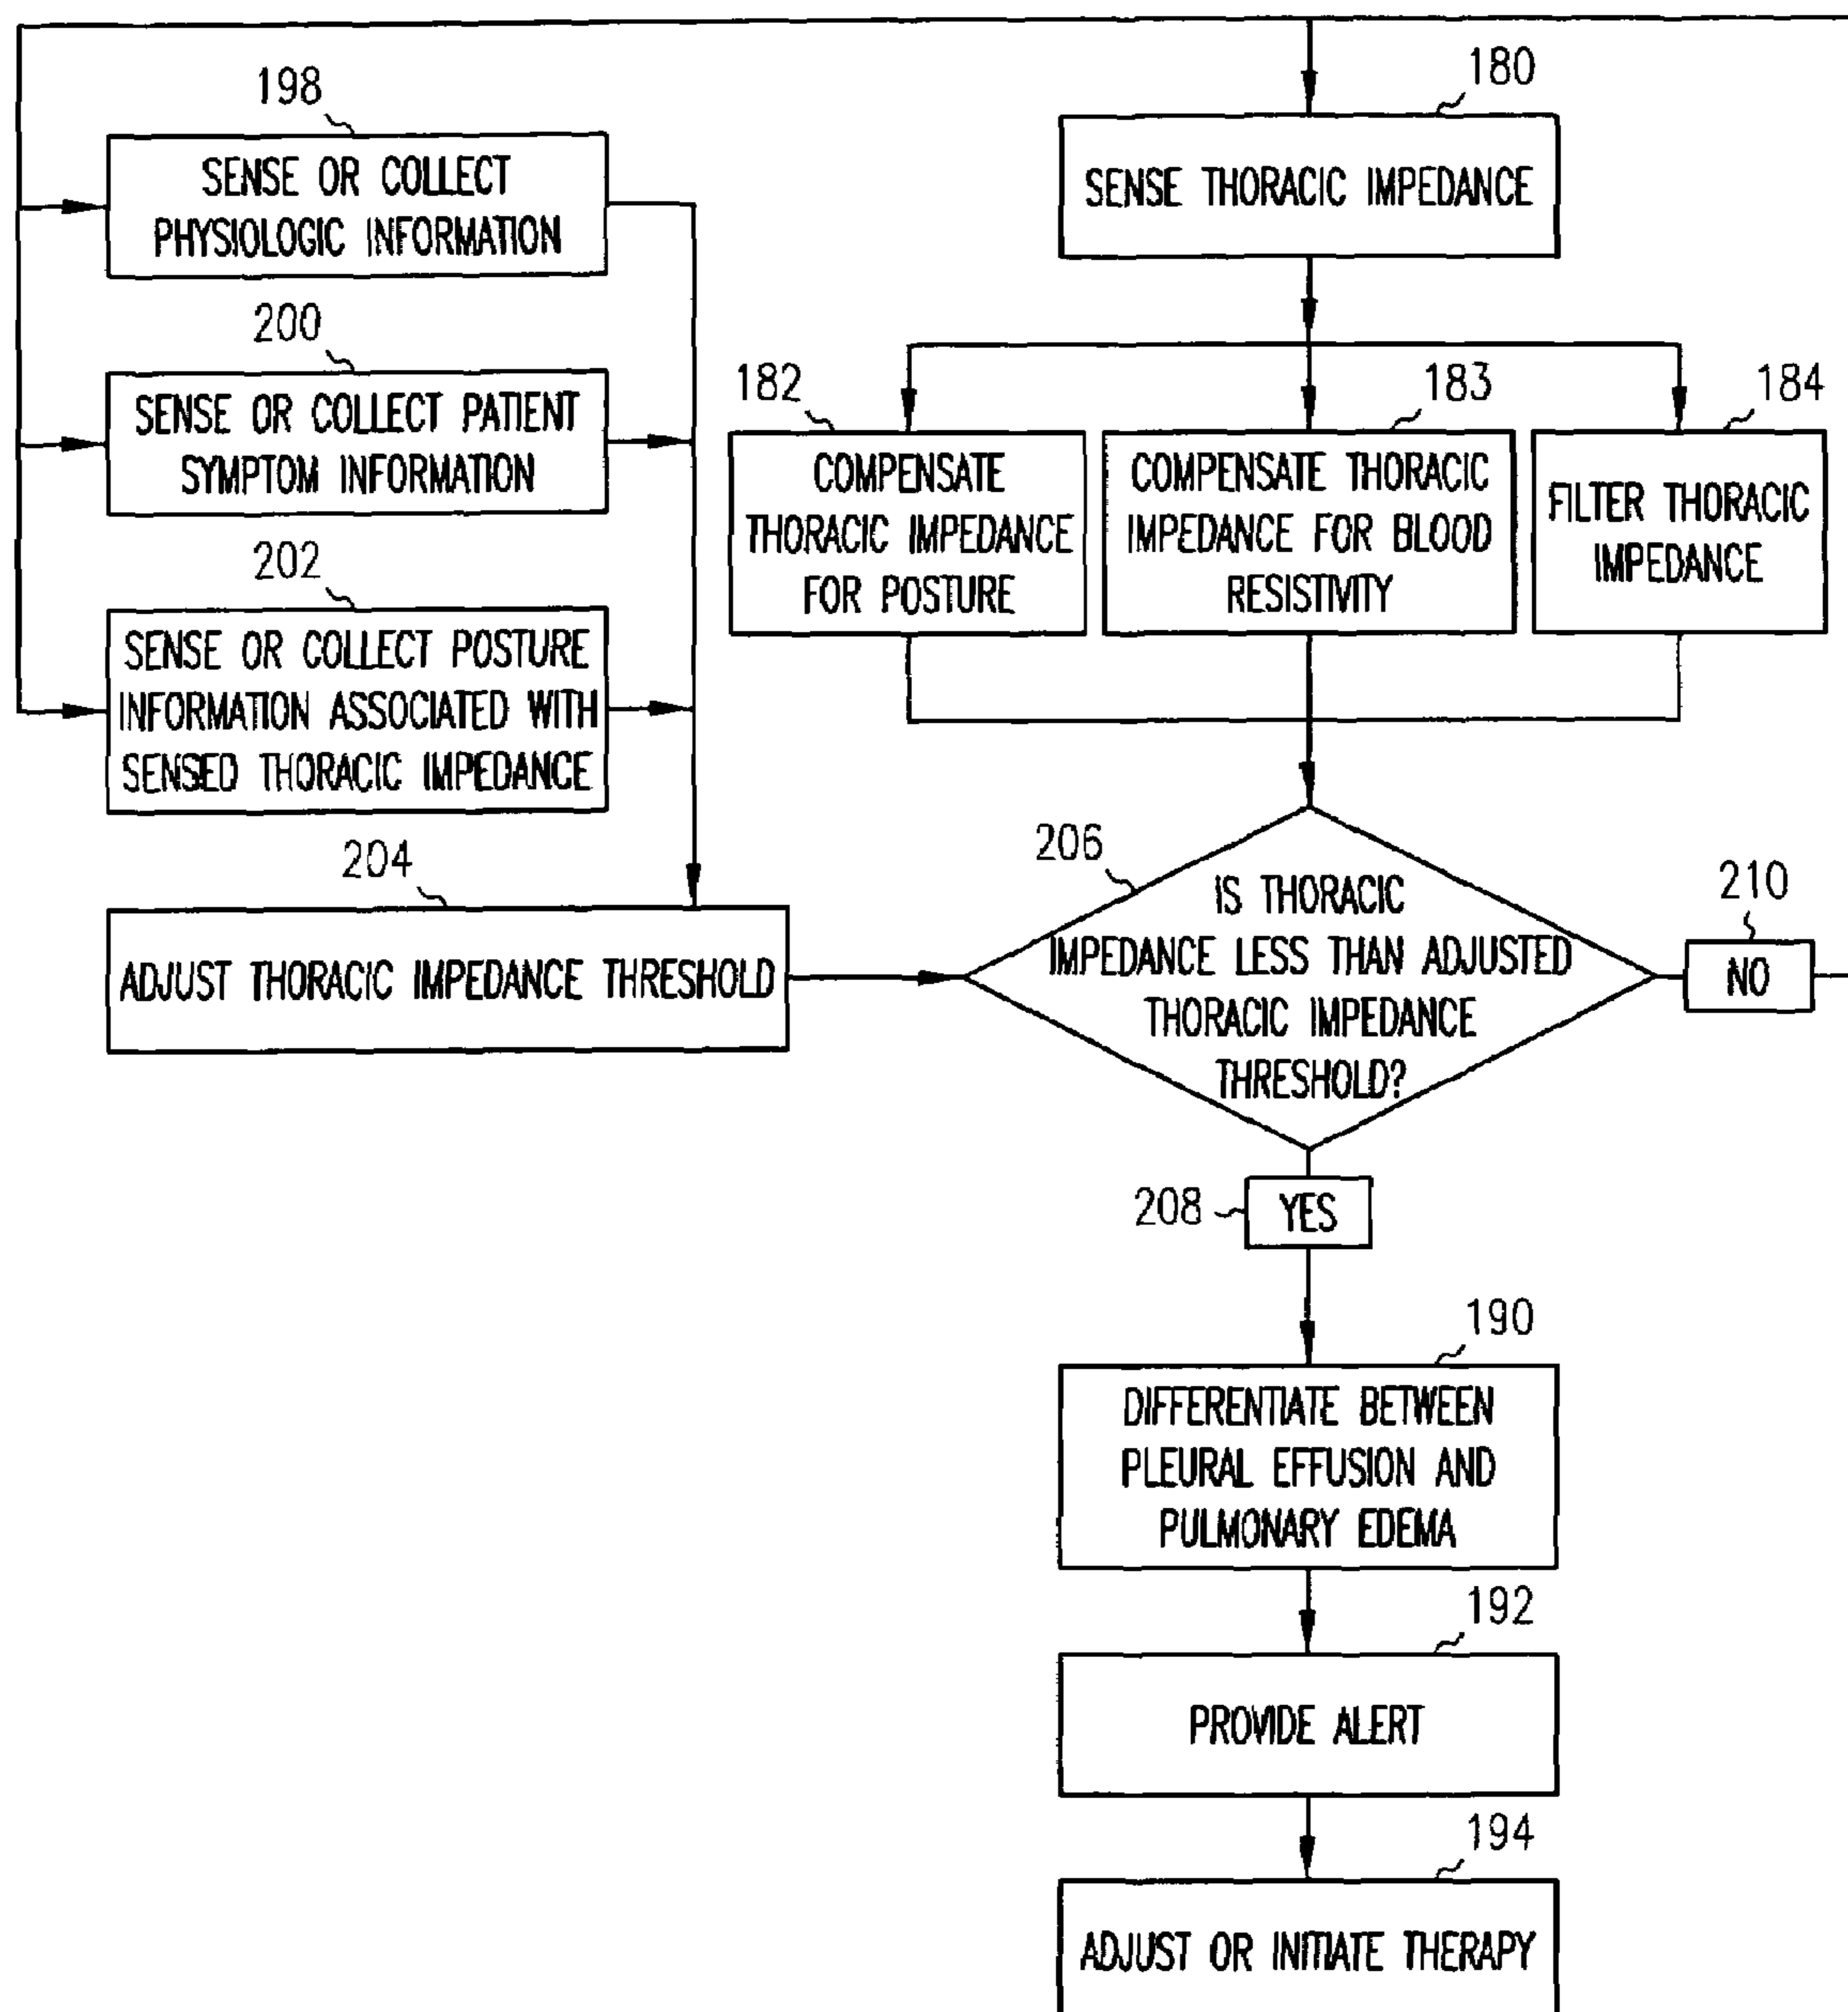 180
SENSE THORACIC IMPEDANCE
198
SENSE OR COLLECT
PHYSIOLOGIC INFORMATION
200
SENSE OR COLLECT PATIENT
SYMPTOM INFORMATION
202
SENSE OR COLLECT POSTURE
INFORMATION ASSOCIATED WITH
SENSED THORACIC IMPEDANCE
204
ADJUST THORACIC IMPEDANCE THRESHOLD
182
COMPENSATE
THORACIC IMPEDANCE
FOR POSTURE
183
COMPENSATE THORACIC
IMPEDANCE FOR BLOOD
RESISTIVITY
184
FILTER THORACIC
IMPEDANCE
206
IS THORACIC
IMPEDANCE LESS THAN ADJUSTED
THORACIC IMPEDANCE
THRESHOLD?
210
NO
208
YES
190
DIFFERENTIATE BETWEEN
PLEURAL EFFUSION AND
PULMONARY EDEMA
192
PROVIDE ALERT
194
ADJUST OR INITIATE THERAPY